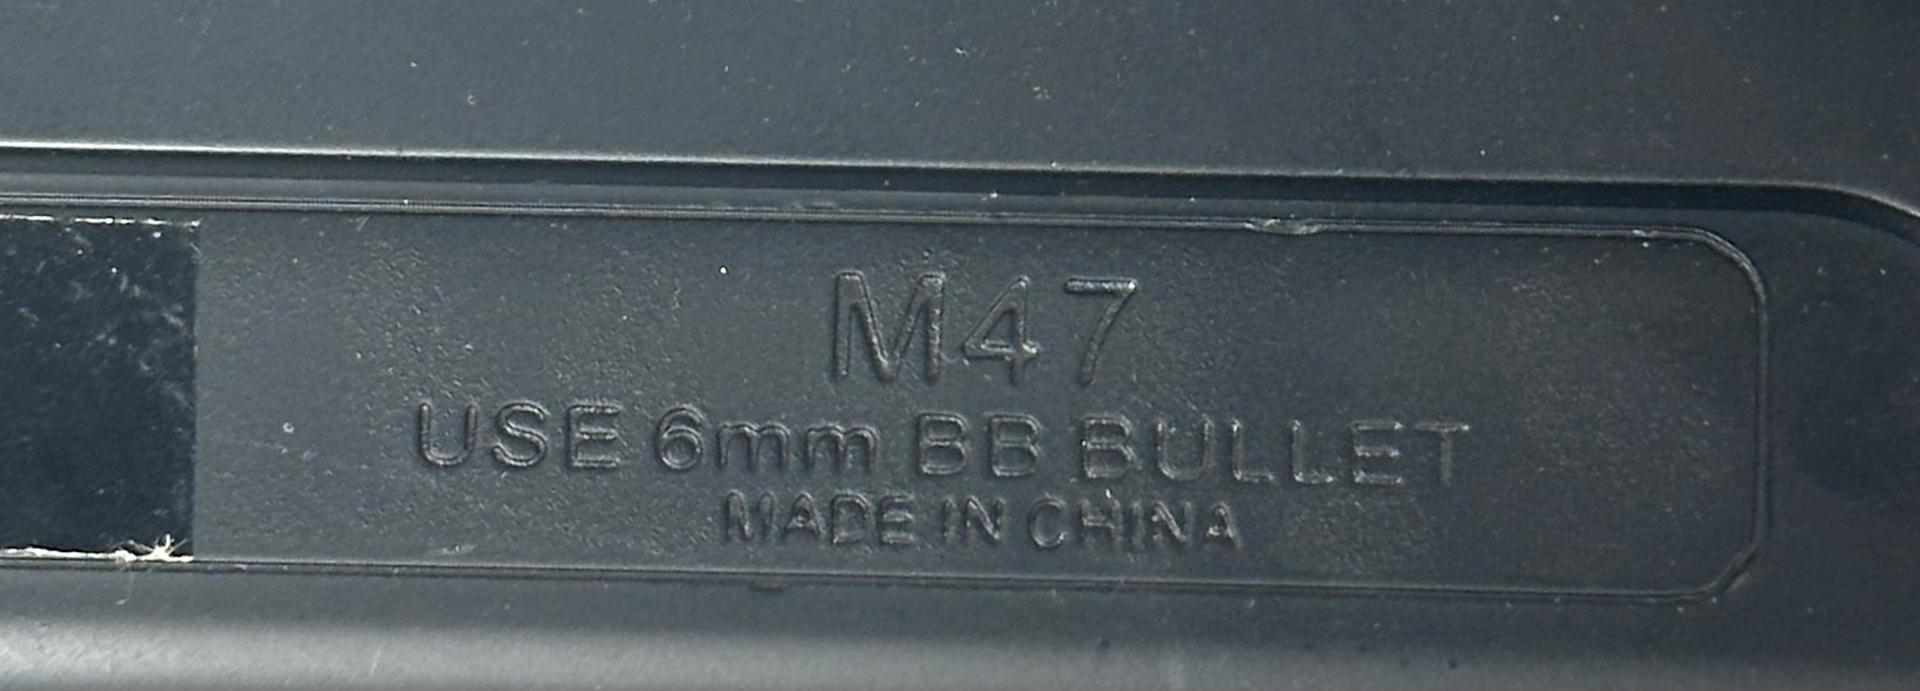 M47
USE 6mm BB BULLET
MADE IN CHINA